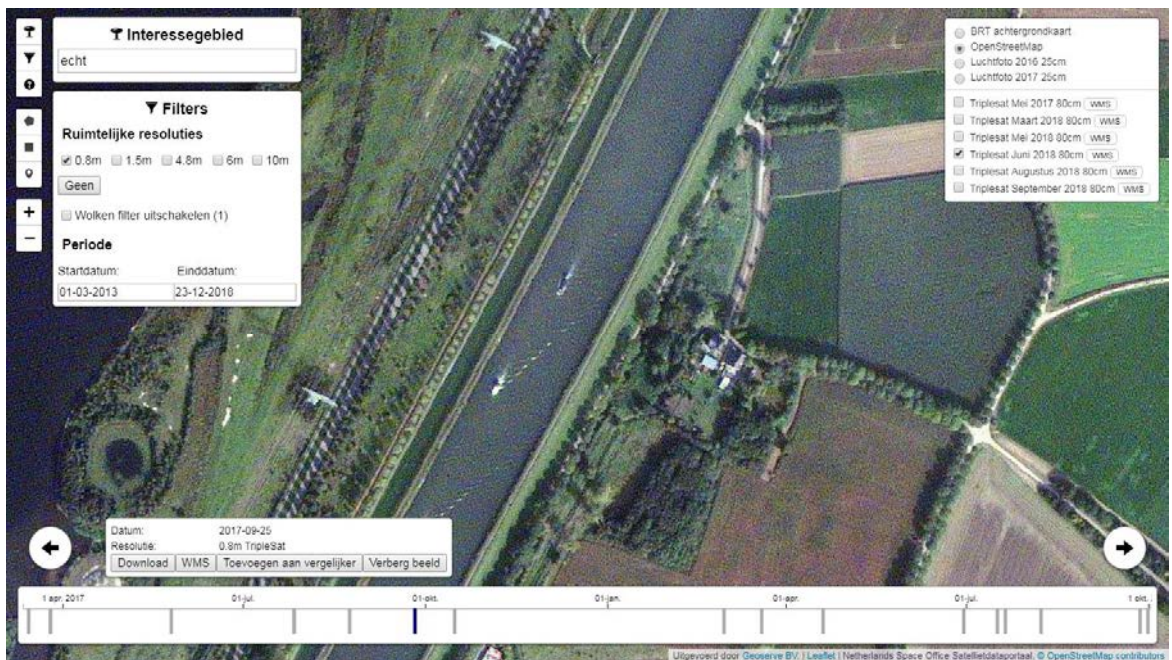 Interessegebied
echt
Filters
Ruimtelijke resoluties
0.8m 1.5m 4.8m 6m 10m
Geen
Wolken filter uitschakelen (1)
Periode
Startdatum: Einddatum:
01-03-2013 23-12-2018
BRT achtergrondkaart
OpenStreetMap
Luchtfoto 2016 25cm
Luchtfoto 2017 25cm
Triplesat Mei 2017 80cm WMS
Triplesat Maart 2018 80cm WMS
Triplesat Mei 2018 80cm WMS
Triplesat Juni 2018 80cm WMS
Triplesat Augustus 2018 80cm WMS
Triplesat September 2018 80cm WMS
Datum: 2017-09-25
Resolutie: 0.8m TripleSat
Download WMS Toevoegen aan vergelijker Verberg beeld
1 apr. 2017 01-jul. 01-okt. 01-jan. 01-apr. 01-jul. 1 okt.
Uitgevoerd door Geoserve BV. | Leaflet | Netherlands Space Office Satellietdataportaal, © OpenStreetMap contributors